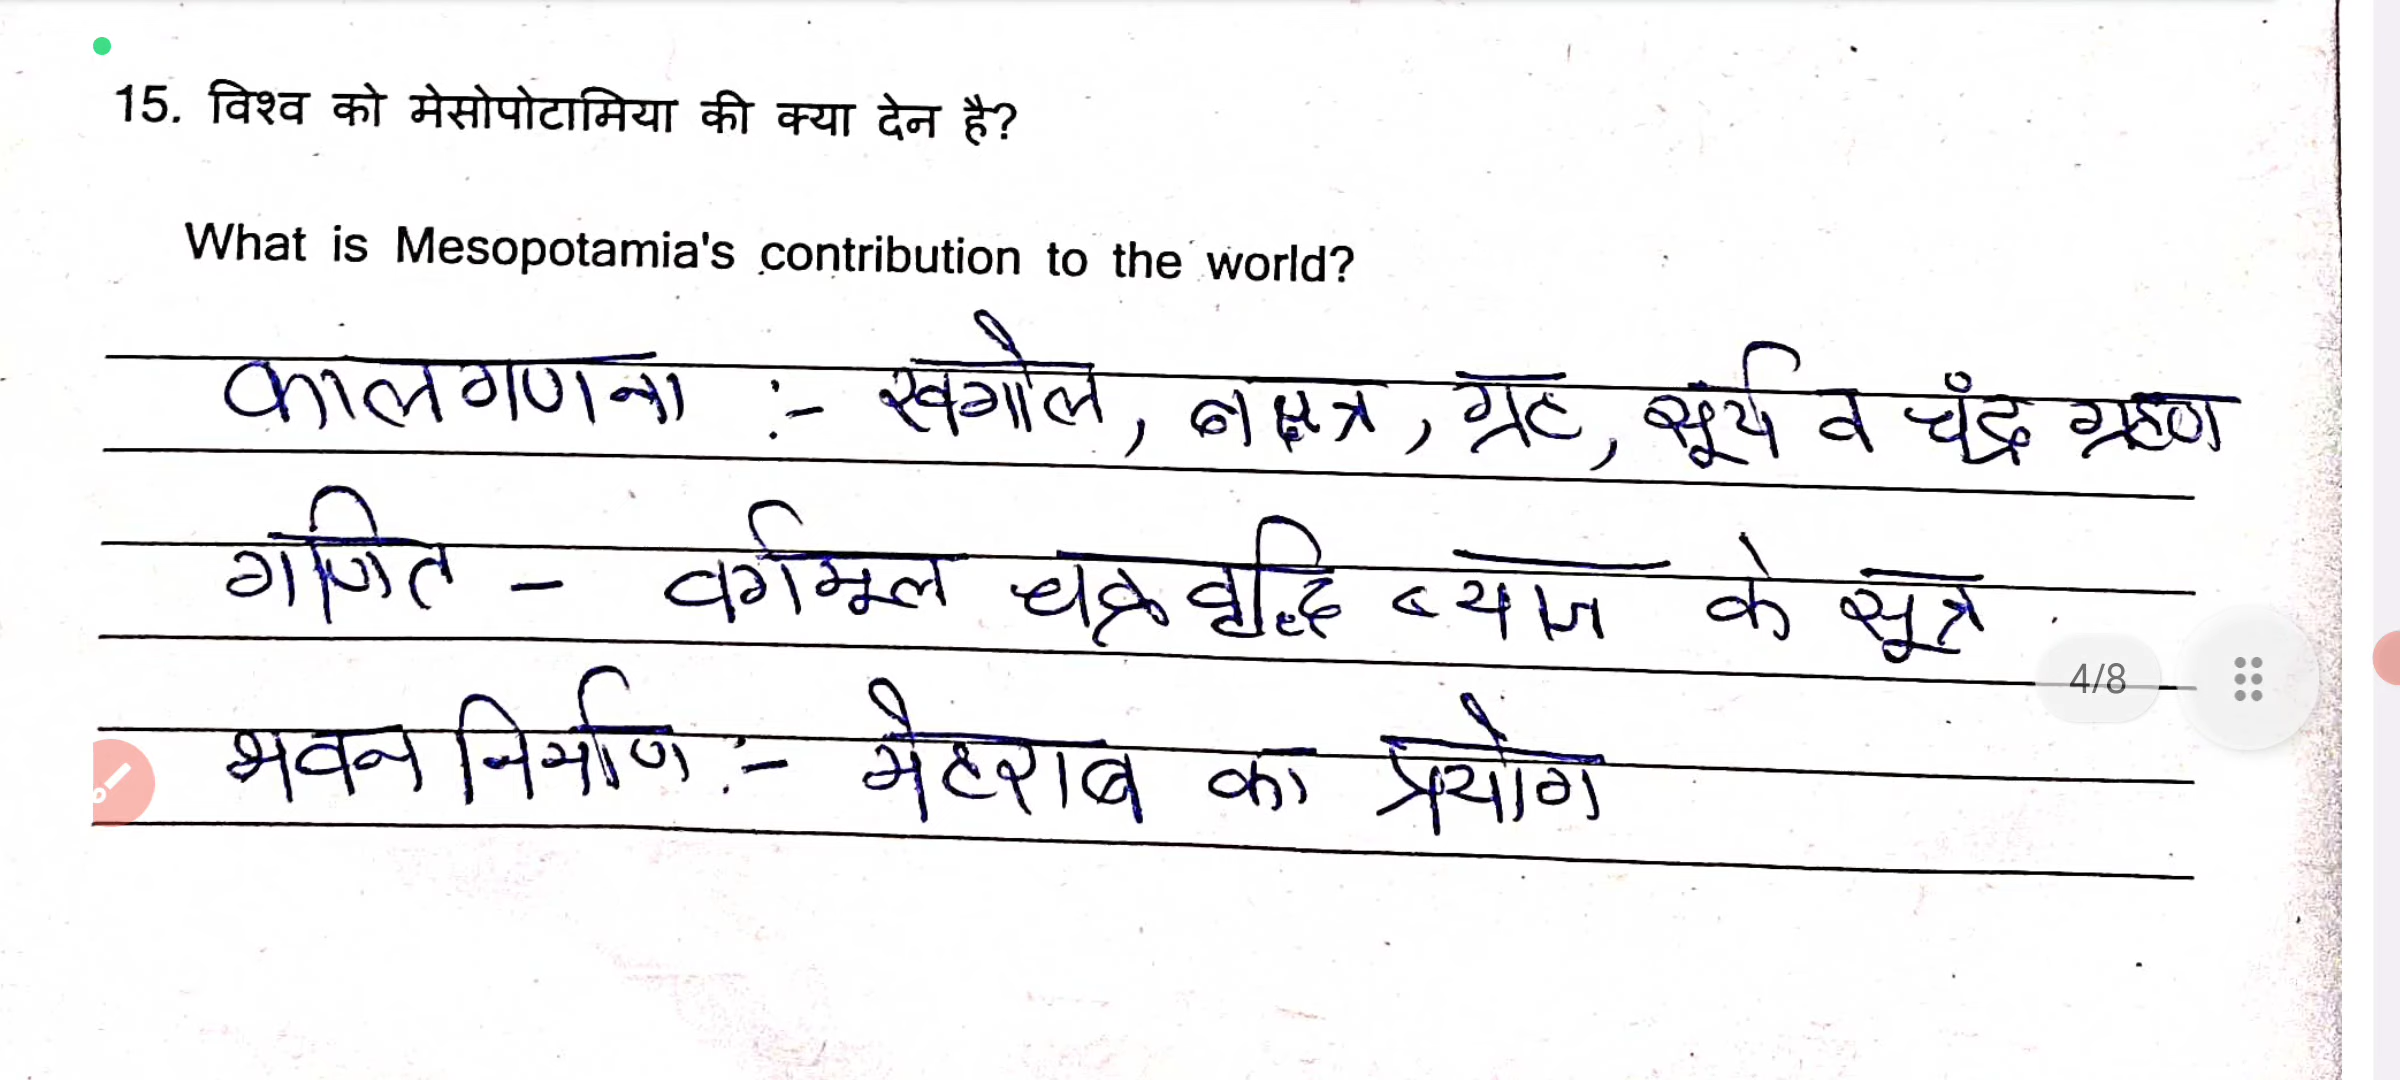 15. विश्व को मेसोपोटामिया की क्या देन है?
What is Mesopotamia's contribution to the world?
कालगणना :- खगोल, नक्षत्र, ग्रह, सूर्य व चंद्र ग्रहण
गणित - वर्गमूल चक्रवृद्धि ब्याज के सूत्र
4/8
भवन निर्माण :- मेहराब का प्रयोग